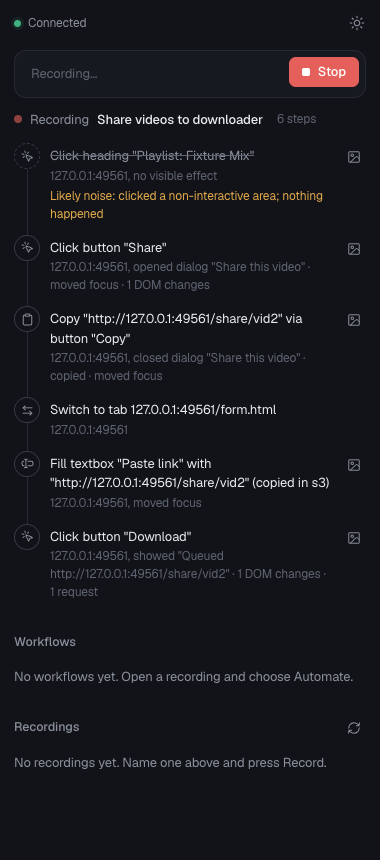 Connected
Recording...
Stop
Recording Share videos to downloader 6 steps
Click heading "Playlist: Fixture Mix"
127.0.0.1:49561, no visible effect
Likely noise: clicked a non-interactive area; nothing
happened
Click button "Share"
127.0.0.1:49561, opened dialog "Share this video" ·
moved focus · 1 DOM changes
Copy "http://127.0.0.1:49561/share/vid2" via
button "Copy"
127.0.0.1:49561, closed dialog "Share this video" ·
copied · moved focus
Switch to tab 127.0.0.1:49561/form.html
127.0.0.1:49561
Fill textbox "Paste link" with
"http://127.0.0.1:49561/share/vid2" (copied in s3)
127.0.0.1:49561, moved focus
Click button "Download"
127.0.0.1:49561, showed "Queued
http://127.0.0.1:49561/share/vid2" · 1 DOM changes ·
1 request
Workflows
No workflows yet. Open a recording and choose Automate.
Recordings
No recordings yet. Name one above and press Record.